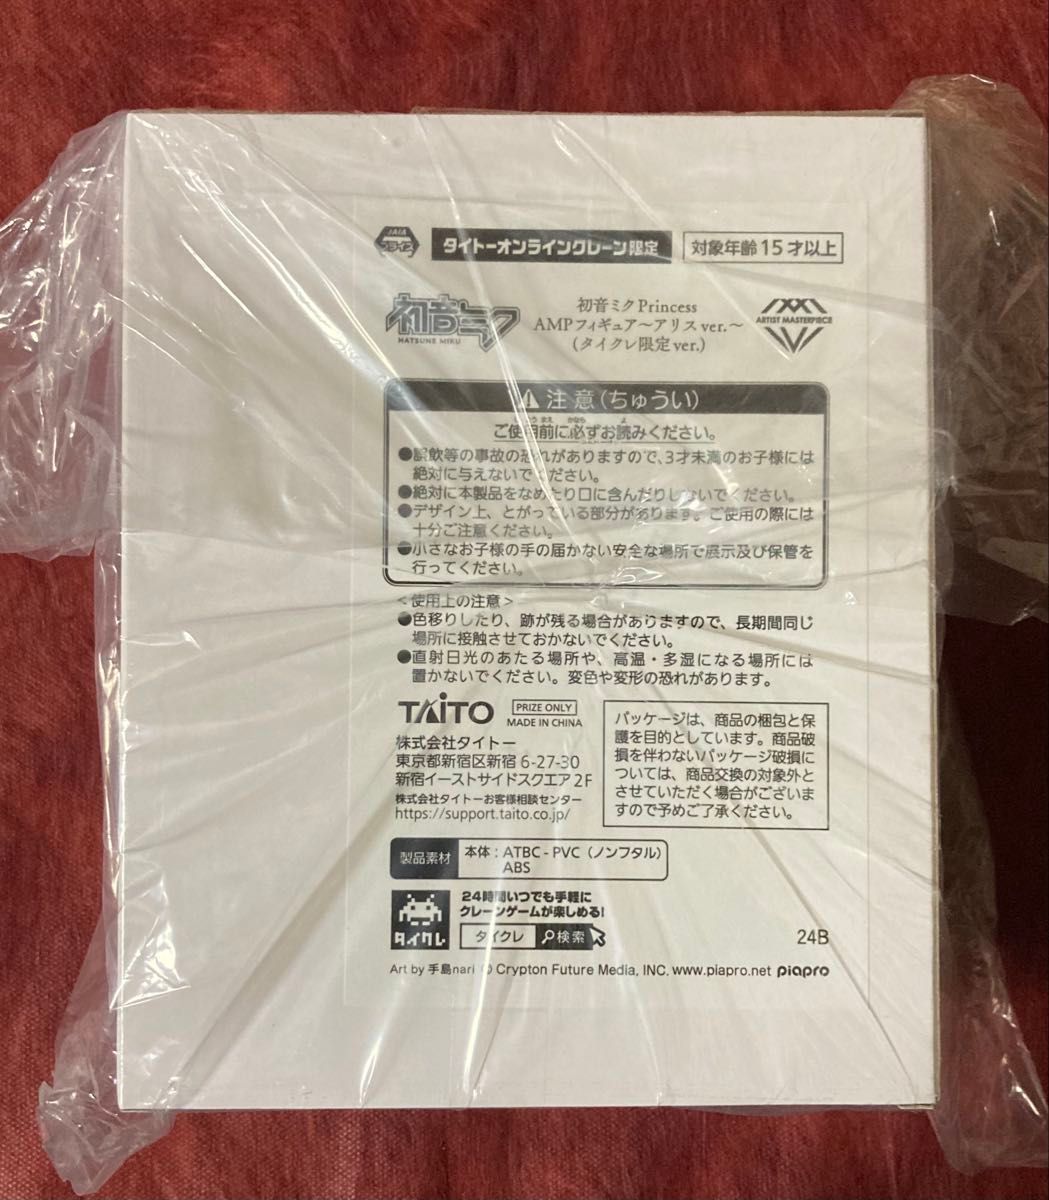 JAIA
プライズ
タイトーオンラインクレーン限定
対象年齢15才以上
初音ミク
HATSUNE MIKU
初音ミクPrincess
AMPフィギュア～アリスver.～
(タイクレ限定ver.)
ARTIST MASTERPIECE
注意(ちゅうい)
ご使用前に必ずお読みください。
●誤飲等の事故の恐れがありますので、3才未満のお子様には
絶対に与えないでください。
●絶対に本製品をなめたり口に含んだりしないでください。
●デザイン上、とがっている部分があります。ご使用の際には
十分ご注意ください。
●小さなお子様の手の届かない安全な場所で展示及び保管を
行ってください。
＜使用上の注意＞
●色移りしたり、跡が残る場合がありますので、長期間同じ
場所に接触させておかないでください。
●直射日光のあたる場所や、高温・多湿になる場所には
置かないでください。変色や変形の恐れがあります。
TAITO
PRIZE ONLY
MADE IN CHINA
株式会社タイトー
東京都新宿区新宿6-27-30
新宿イーストサイドスクエア2F
株式会社タイトーお客様相談センター
https://support.taito.co.jp/
パッケージは、商品の梱包と保
護を目的としています。商品破
損を伴わないパッケージ破損に
ついては、商品交換の対象外と
させていただく場合がございま
すので予めご了承ください。
製品素材
本体：ATBC-PVC（ノンフタル）
ABS
タイクレ
24時間いつでも手軽に
クレーンゲームが楽しめる!
タイクレ 検索
24B
Art by 手島nari © Crypton Future Media, INC. www.piapro.net piapro